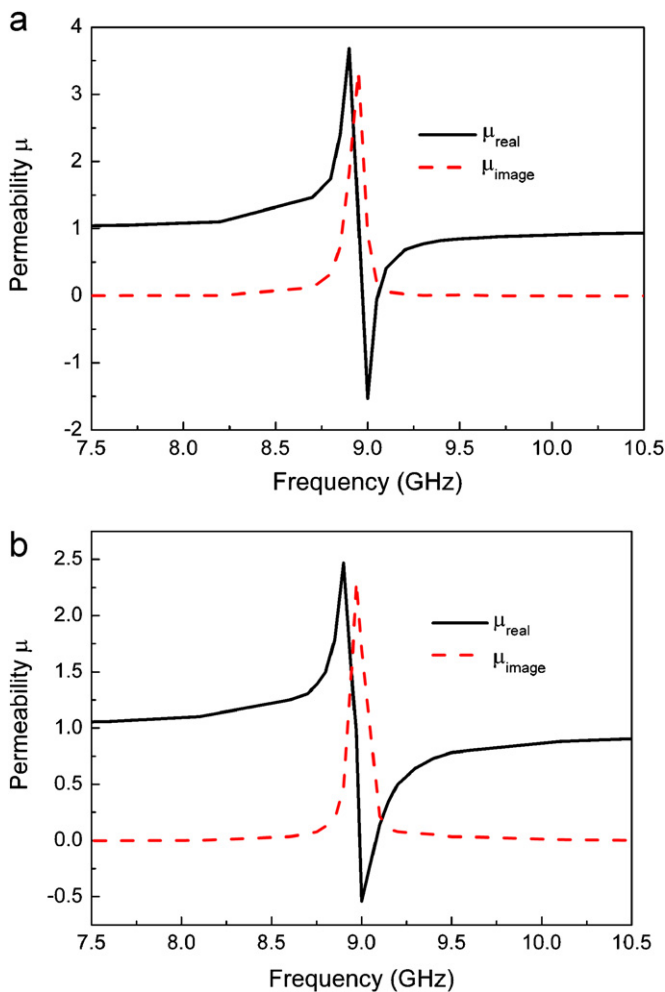 a
Permeability μ
4
3
2
1
0
-1
-2
μreal
μimage
7.5 8.0 8.5 9.0 9.5 10.0 10.5
Frequency (GHz)
b
Permeability μ
2.5
2.0
1.5
1.0
0.5
0.0
-0.5
μreal
μimage
7.5 8.0 8.5 9.0 9.5 10.0 10.5
Frequency (GHz)